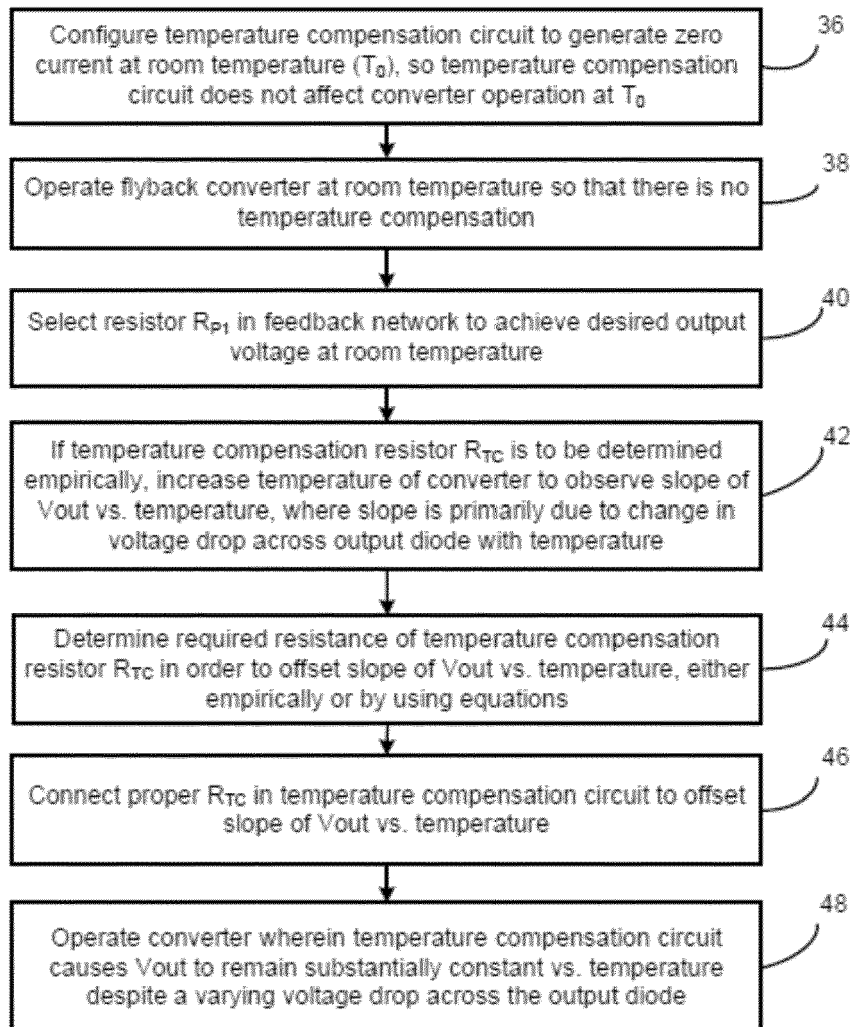 Configure temperature compensation circuit to generate zero
current at room temperature (T0), so temperature compensation
circuit does not affect converter operation at T0
36
Operate flyback converter at room temperature so that there is no
temperature compensation
38
Select resistor RP1 in feedback network to achieve desired output
voltage at room temperature
40
If temperature compensation resistor RTC is to be determined
empirically, increase temperature of converter to observe slope of
Vout vs. temperature, where slope is primarily due to change in
voltage drop across output diode with temperature
42
Determine required resistance of temperature compensation
resistor RTC in order to offset slope of Vout vs. temperature, either
empirically or by using equations
44
Connect proper RTC in temperature compensation circuit to offset
slope of Vout vs. temperature
46
Operate converter wherein temperature compensation circuit
causes Vout to remain substantially constant vs. temperature
despite a varying voltage drop across the output diode
48